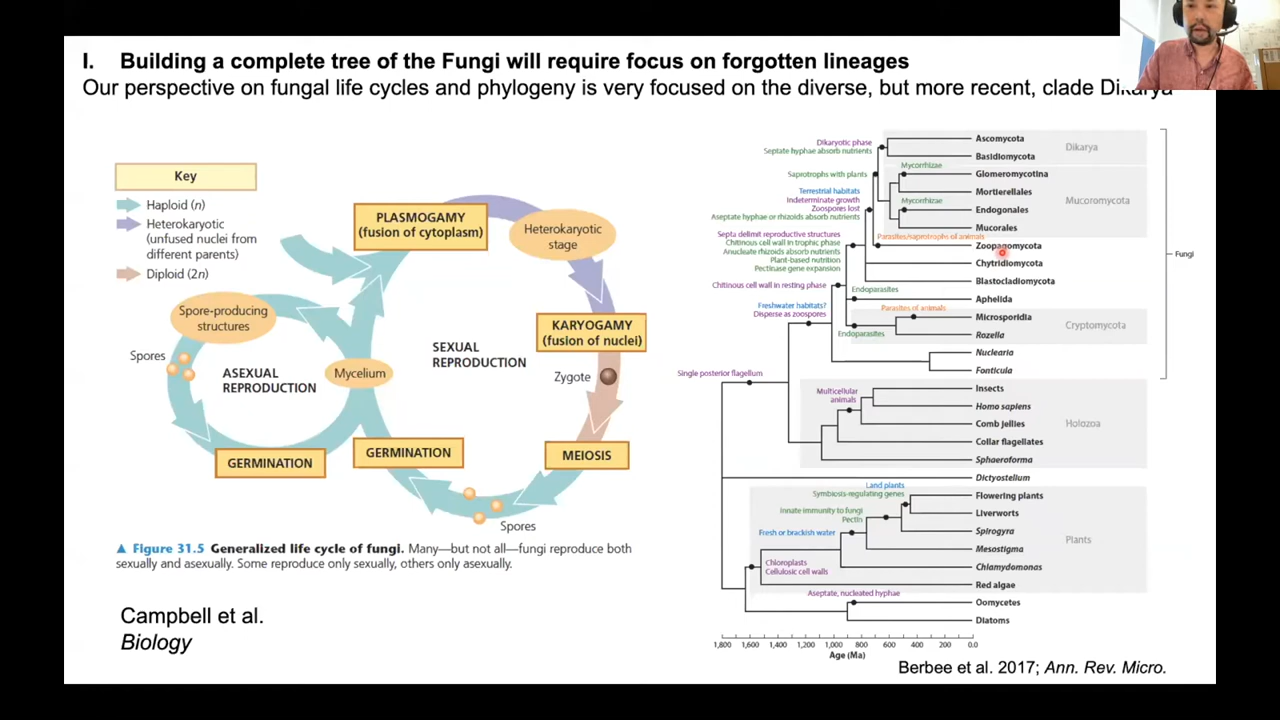 I. Building a complete tree of the Fungi will require focus on forgotten lineages
Our perspective on fungal life cycles and phylogeny is very focused on the diverse, but more recent, clade Dikarya
Key
Haploid (n)
Heterokaryotic
(unfused nuclei from
different parents)
Diploid (2n)
PLASMOGAMY
(fusion of cytoplasm)
Heterokaryotic
stage
KARYOGAMY
(fusion of nuclei)
Zygote
SEXUAL
REPRODUCTION
MEIOSIS
Spores
GERMINATION
Mycelium
Spore-producing
structures
Spores
ASEXUAL
REPRODUCTION
GERMINATION
▲ Figure 31.5 Generalized life cycle of fungi. Many—but not all—fungi reproduce both
sexually and asexually. Some reproduce only sexually, others only asexually.
Campbell et al.
Biology
Dikaryotic phase
Septate hyphae absorb nutrients
Saprotrophs with plants
Terrestrial habitats
Indeterminate growth
Zoospores lost
Aseptate hyphae or rhizoids absorb nutrients
Septa delimit reproductive structures
Chitinous cell wall in trophic phase
Anucleate rhizoids absorb nutrients
Plant-based nutrition
Pectinase gene expansion
Chitinous cell wall in resting phase
Freshwater habitats?
Disperse as zoospores
Single posterior flagellum
Mycorrhizae
Mycorrhizae
Parasites/saprotrophs of animals
Endoparasites
Parasites of animals
Endoparasites
Multicellular
animals
Land plants
Symbiosis-regulating genes
Innate immunity to fungi
Pectin
Fresh or brackish water
Chloroplasts
Cellulosic cell walls
Aseptate, nucleated hyphae
Ascomycota
Basidiomycota
Glomeromycotina
Mortierellales
Endogonales
Mucorales
Zoopagomycota
Chytridiomycota
Blastocladiomycota
Aphelida
Microsporidia
Rozella
Nuclearia
Fonticula
Insects
Homo sapiens
Comb jellies
Collar flagellates
Sphaeroforma
Dictyostelium
Flowering plants
Liverworts
Spirogyra
Mesostigma
Chlamydomonas
Red algae
Oomycetes
Diatoms
Dikarya
Mucoromycota
Cryptomycota
Holozoa
Plants
Fungi
1,800 1,600 1,400 1,200 1,000 800 600 400 200 0.0
Age (Ma)
Berbee et al. 2017; Ann. Rev. Micro.